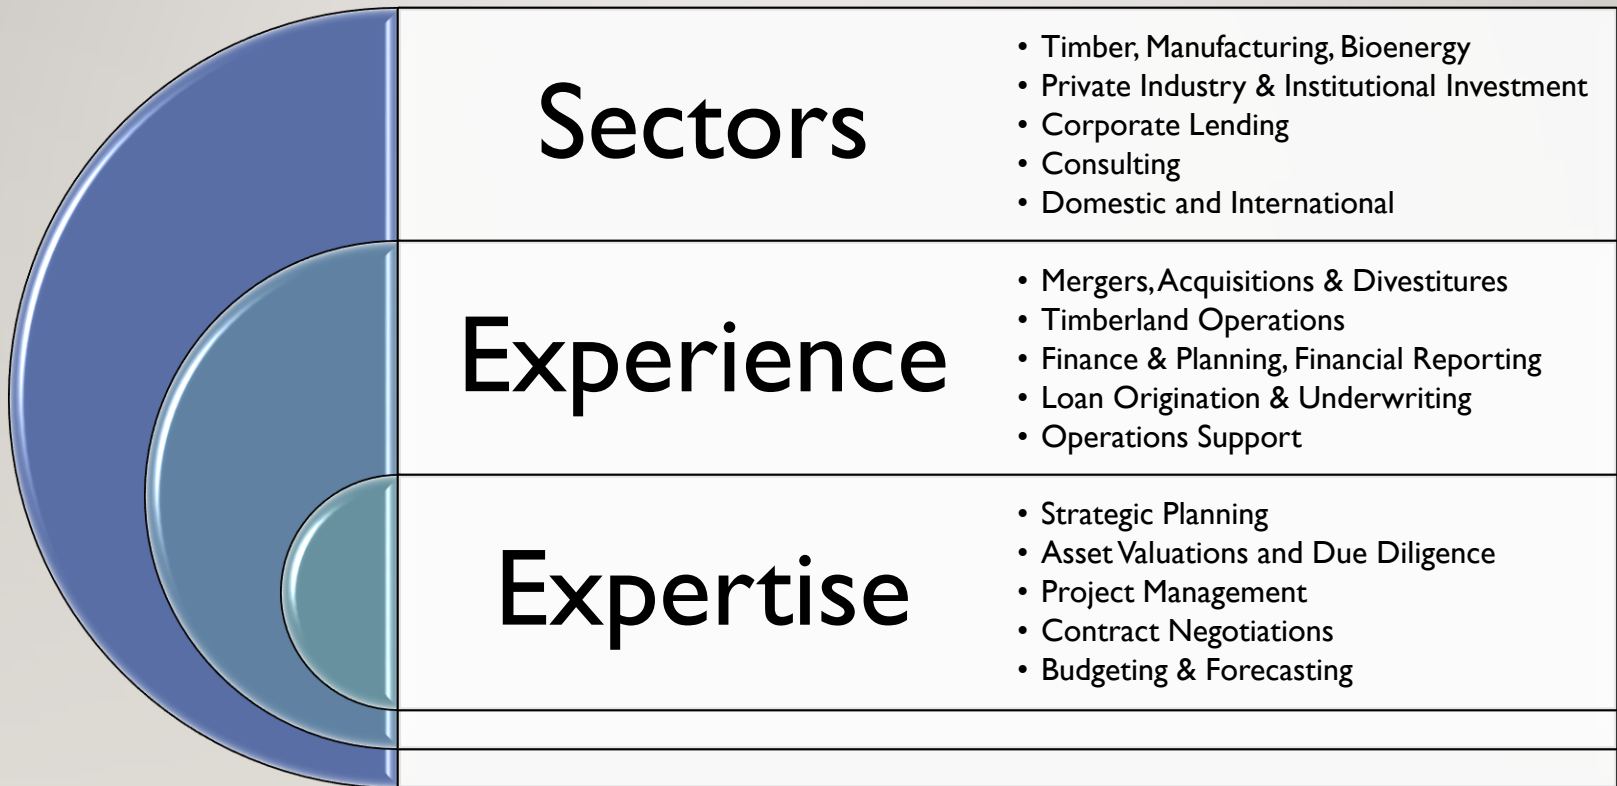 Sectors
• Timber, Manufacturing, Bioenergy
• Private Industry & Institutional Investment
• Corporate Lending
• Consulting
• Domestic and International
Experience
• Mergers, Acquisitions & Divestitures
• Timberland Operations
• Finance & Planning, Financial Reporting
• Loan Origination & Underwriting
• Operations Support
Expertise
• Strategic Planning
• Asset Valuations and Due Diligence
• Project Management
• Contract Negotiations
• Budgeting & Forecasting